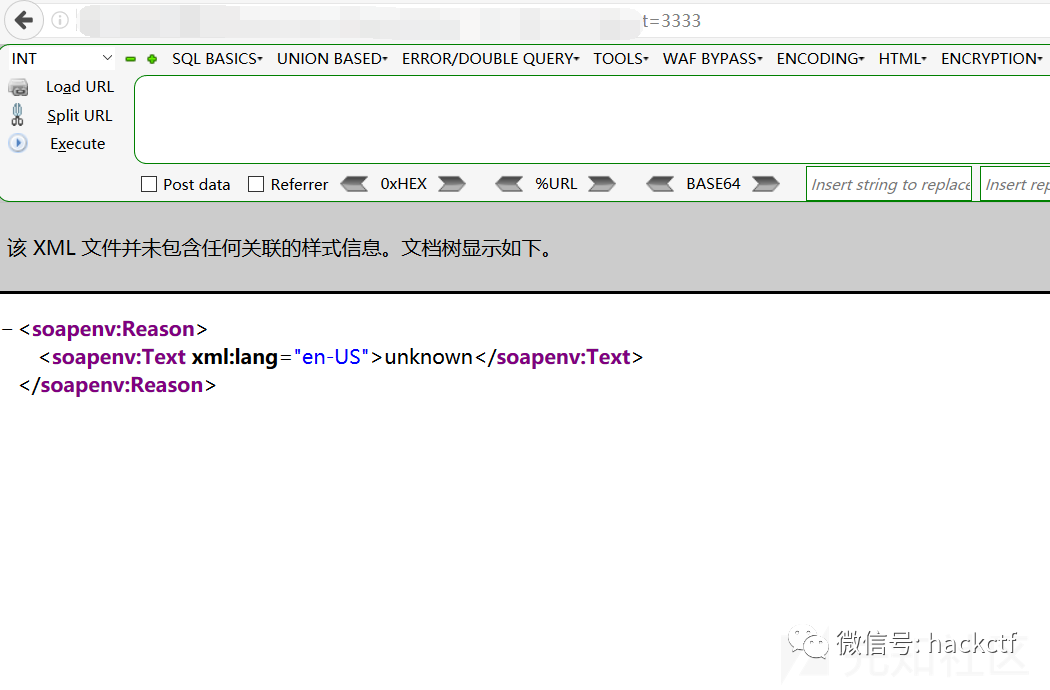 t=3333
INT SQL BASICS UNION BASED ERROR/DOUBLE QUERY TOOLS WAF BYPASS ENCODING HTML ENCRYPTION
Load URL
Split URL
Execute
Post data Referrer 0xHEX %URL BASE64 Insert string to replace Insert rep
该 XML 文件并未包含任何关联的样式信息。文档树显示如下。
– <soapenv:Reason>
<soapenv:Text xml:lang="en-US">unknown</soapenv:Text>
</soapenv:Reason>
微信号: hackctf
先知社区